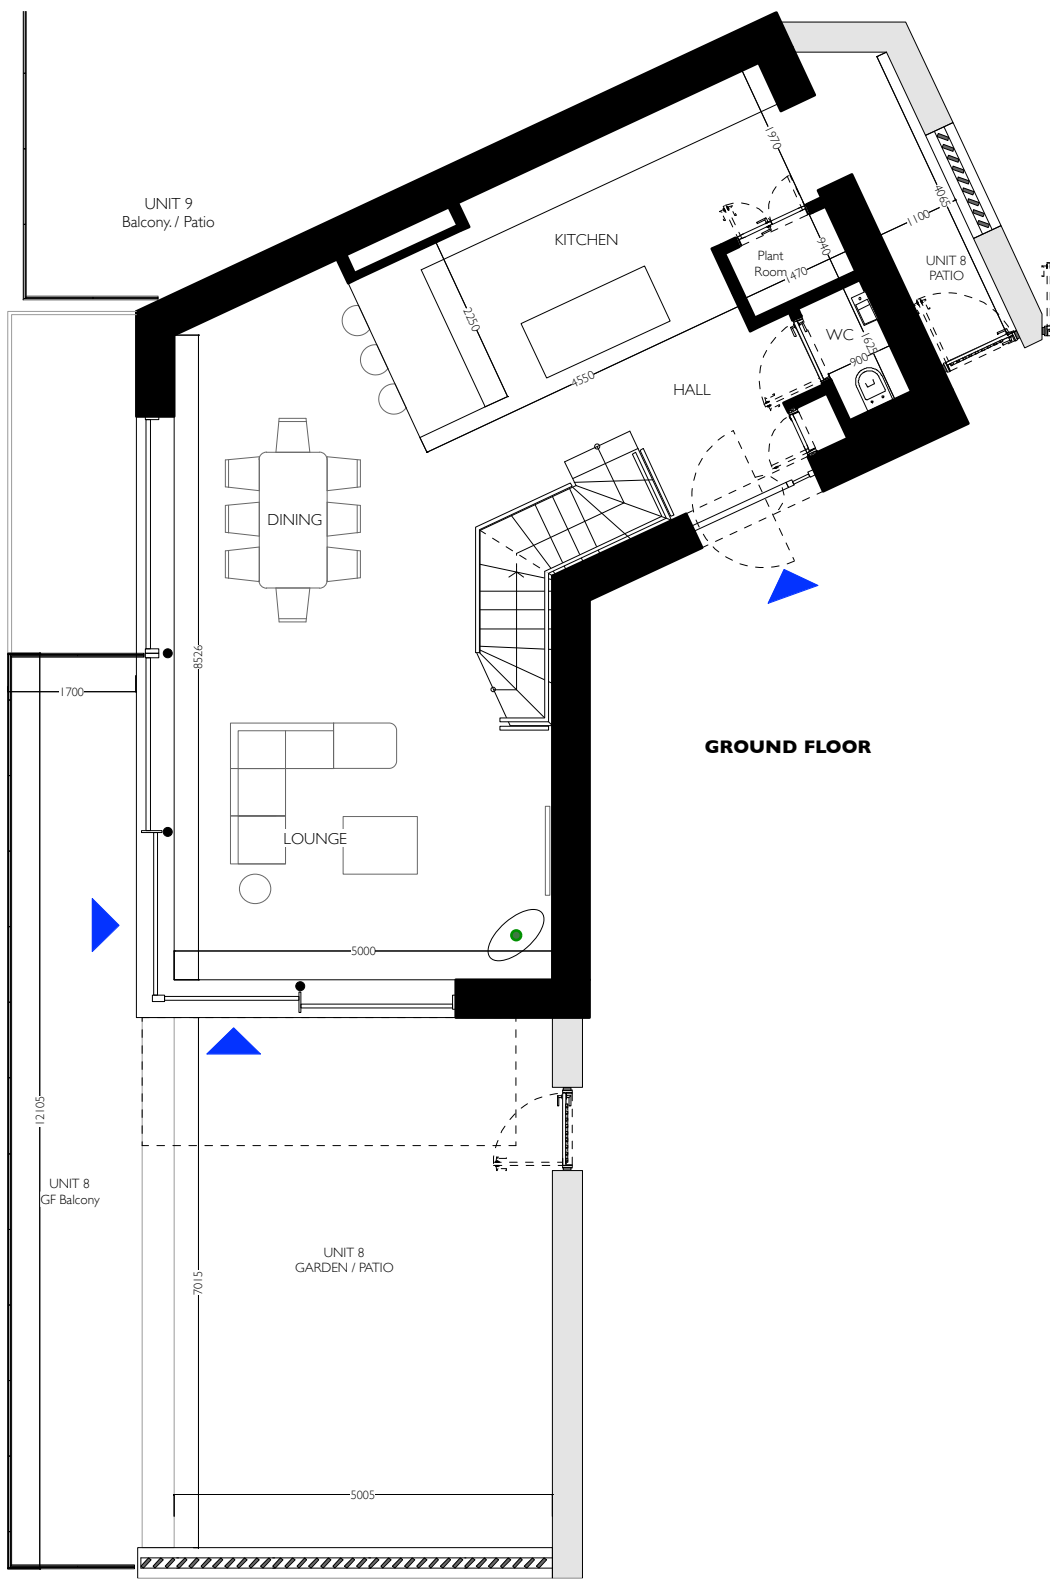 UNIT 9
Balcony. / Patio
KITCHEN
1970
4065
1100
940
Plant
Room
1470
UNIT 8
PATIO
2250
WC
1625
900
4550
HALL
DINING
8526
1700
GROUND FLOOR
LOUNGE
5000
12105
UNIT 8
GF Balcony
UNIT 8
GARDEN / PATIO
7015
5005